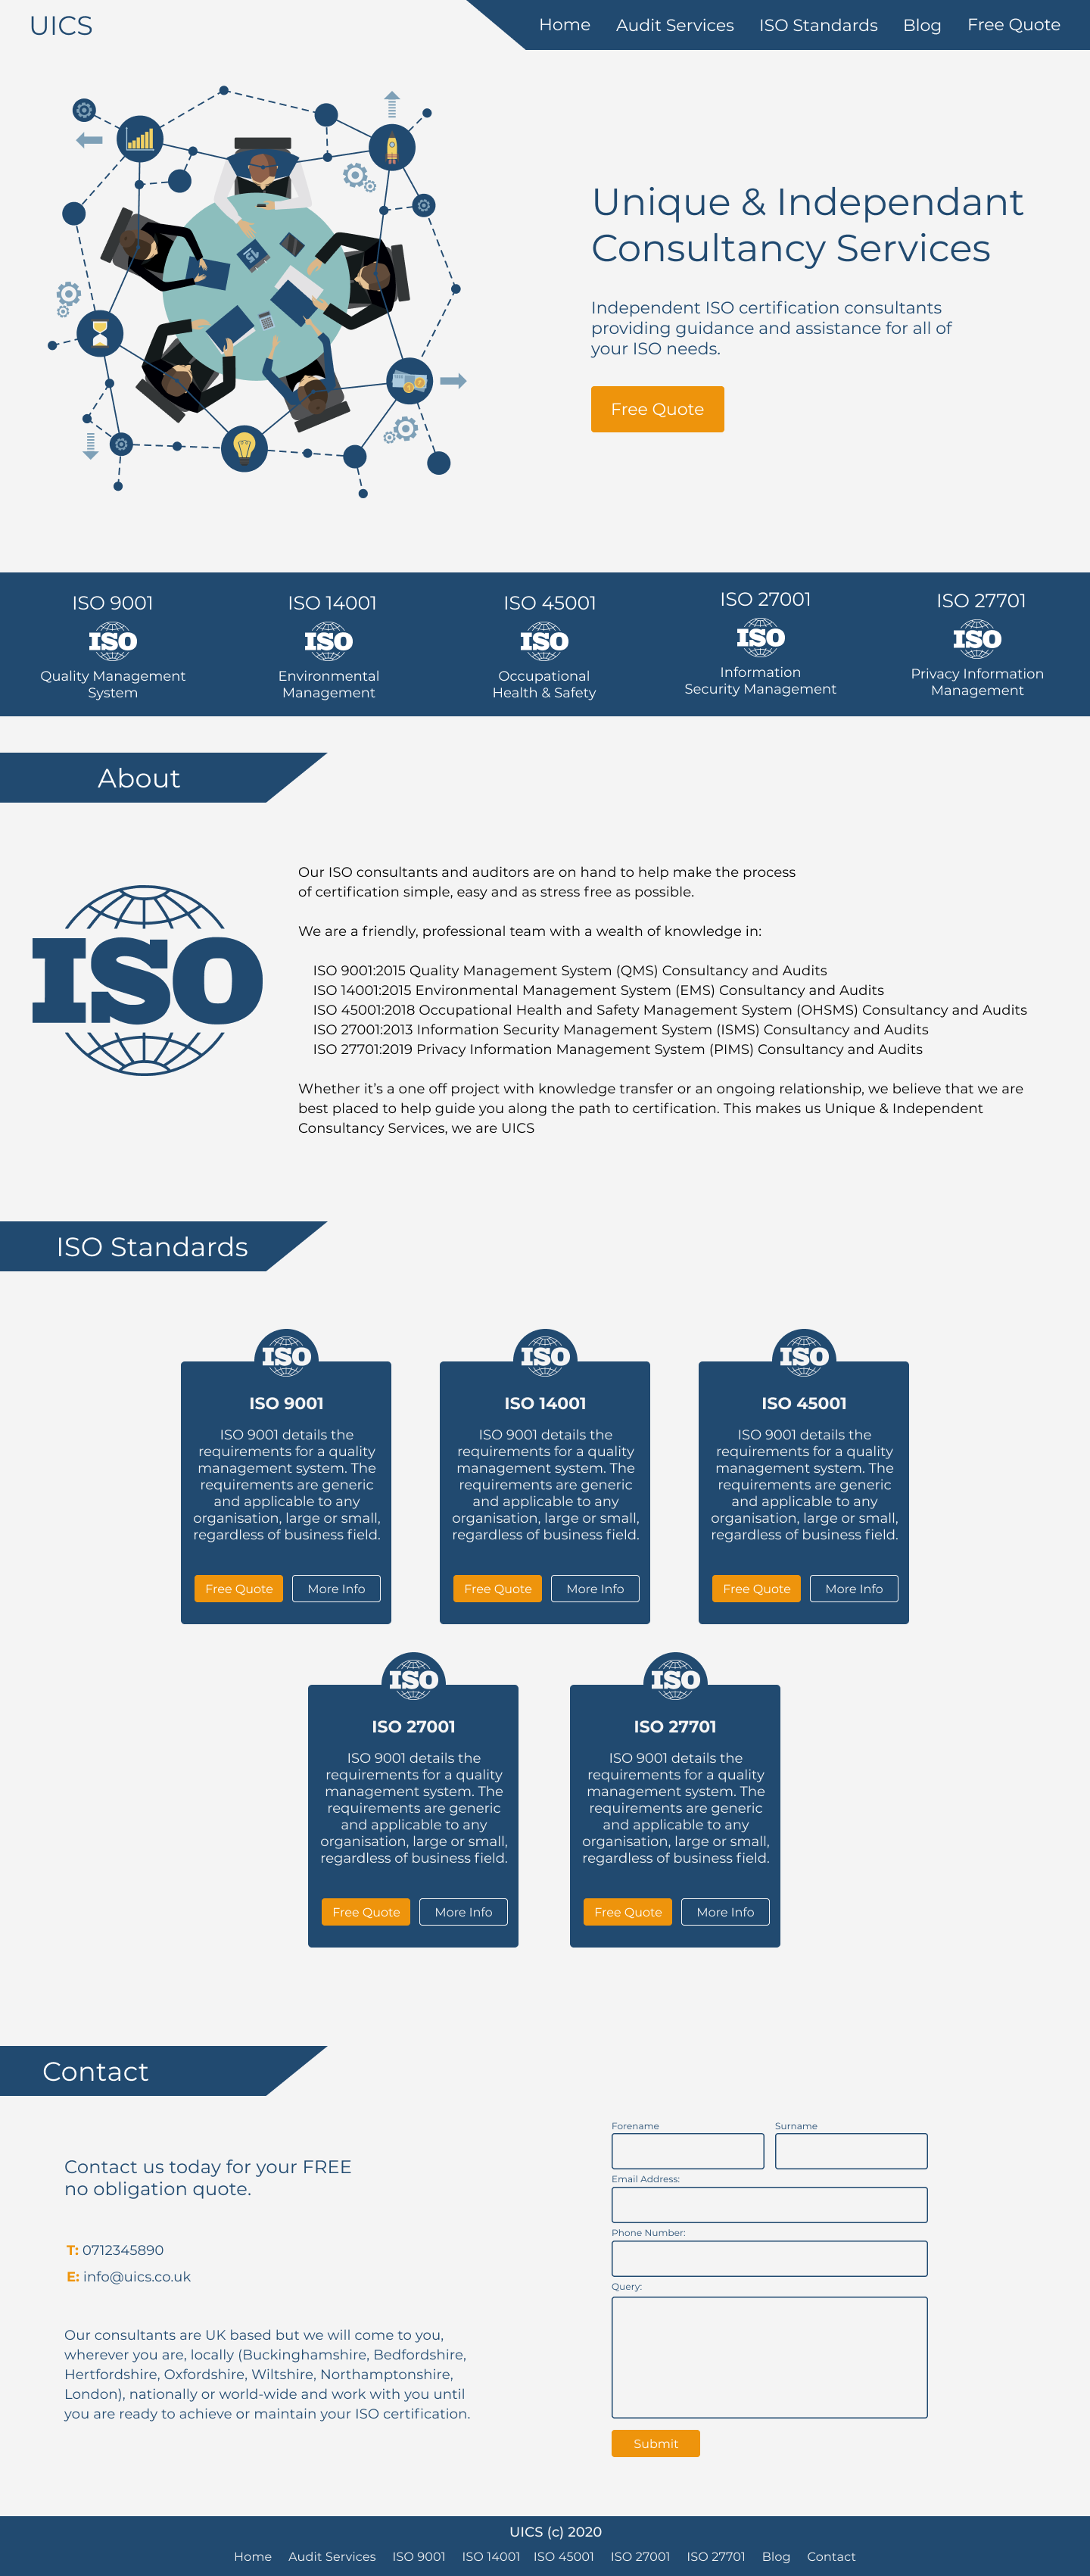 UICS
Home Audit Services ISO Standards Blog Free Quote
15
Unique & Independant
Consultancy Services
Independent ISO certification consultants
providing guidance and assistance for all of
your ISO needs.
Free Quote
ISO 9001
ISO
Quality Management
System
ISO 14001
ISO
Environmental
Management
ISO 45001
ISO
Occupational
Health & Safety
ISO 27001
ISO
Information
Security Management
ISO 27701
ISO
Privacy Information
Management
About
ISO
Our ISO consultants and auditors are on hand to help make the process
of certification simple, easy and as stress free as possible.
We are a friendly, professional team with a wealth of knowledge in:
ISO 9001:2015 Quality Management System (QMS) Consultancy and Audits
ISO 14001:2015 Environmental Management System (EMS) Consultancy and Audits
ISO 45001:2018 Occupational Health and Safety Management System (OHSMS) Consultancy and Audits
ISO 27001:2013 Information Security Management System (ISMS) Consultancy and Audits
ISO 27701:2019 Privacy Information Management System (PIMS) Consultancy and Audits
Whether it’s a one off project with knowledge transfer or an ongoing relationship, we believe that we are
best placed to help guide you along the path to certification. This makes us Unique & Independent
Consultancy Services, we are UICS
ISO Standards
ISO
ISO 9001
ISO 9001 details the
requirements for a quality
management system. The
requirements are generic
and applicable to any
organisation, large or small,
regardless of business field.
Free Quote More Info
ISO
ISO 14001
ISO 9001 details the
requirements for a quality
management system. The
requirements are generic
and applicable to any
organisation, large or small,
regardless of business field.
Free Quote More Info
ISO
ISO 45001
ISO 9001 details the
requirements for a quality
management system. The
requirements are generic
and applicable to any
organisation, large or small,
regardless of business field.
Free Quote More Info
ISO
ISO 27001
ISO 9001 details the
requirements for a quality
management system. The
requirements are generic
and applicable to any
organisation, large or small,
regardless of business field.
Free Quote More Info
ISO
ISO 27701
ISO 9001 details the
requirements for a quality
management system. The
requirements are generic
and applicable to any
organisation, large or small,
regardless of business field.
Free Quote More Info
Contact
Contact us today for your FREE
no obligation quote.
T: 0712345890
E: info@uics.co.uk
Our consultants are UK based but we will come to you,
wherever you are, locally (Buckinghamshire, Bedfordshire,
Hertfordshire, Oxfordshire, Wiltshire, Northamptonshire,
London), nationally or world-wide and work with you until
you are ready to achieve or maintain your ISO certification.
Forename Surname
Email Address:
Phone Number:
Query:
Submit
UICS (c) 2020
Home Audit Services ISO 9001 ISO 14001 ISO 45001 ISO 27001 ISO 27701 Blog Contact